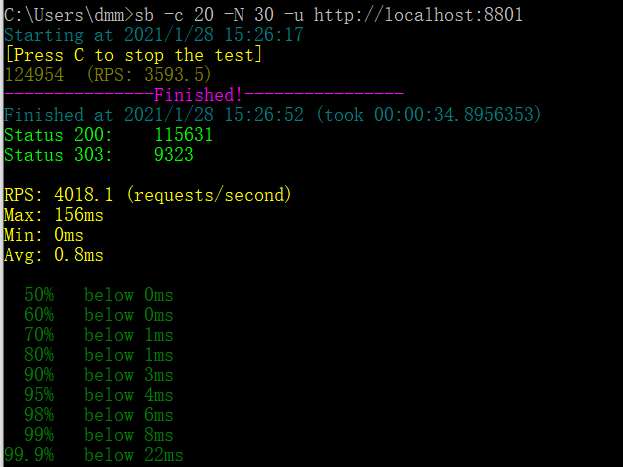 C:\Users\dmm>sb -c 20 -N 30 -u http://localhost:8801
Starting at 2021/1/28 15:26:17
[Press C to stop the test]
124954  (RPS: 3593.5)
---------------Finished!----------------
Finished at 2021/1/28 15:26:52 (took 00:00:34.8956353)
Status 200:    115631
Status 303:    9323
RPS: 4018.1 (requests/second)
Max: 156ms
Min: 0ms
Avg: 0.8ms
50%   below 0ms
60%   below 0ms
70%   below 1ms
80%   below 1ms
90%   below 3ms
95%   below 4ms
98%   below 6ms
99%   below 8ms
99.9%   below 22ms